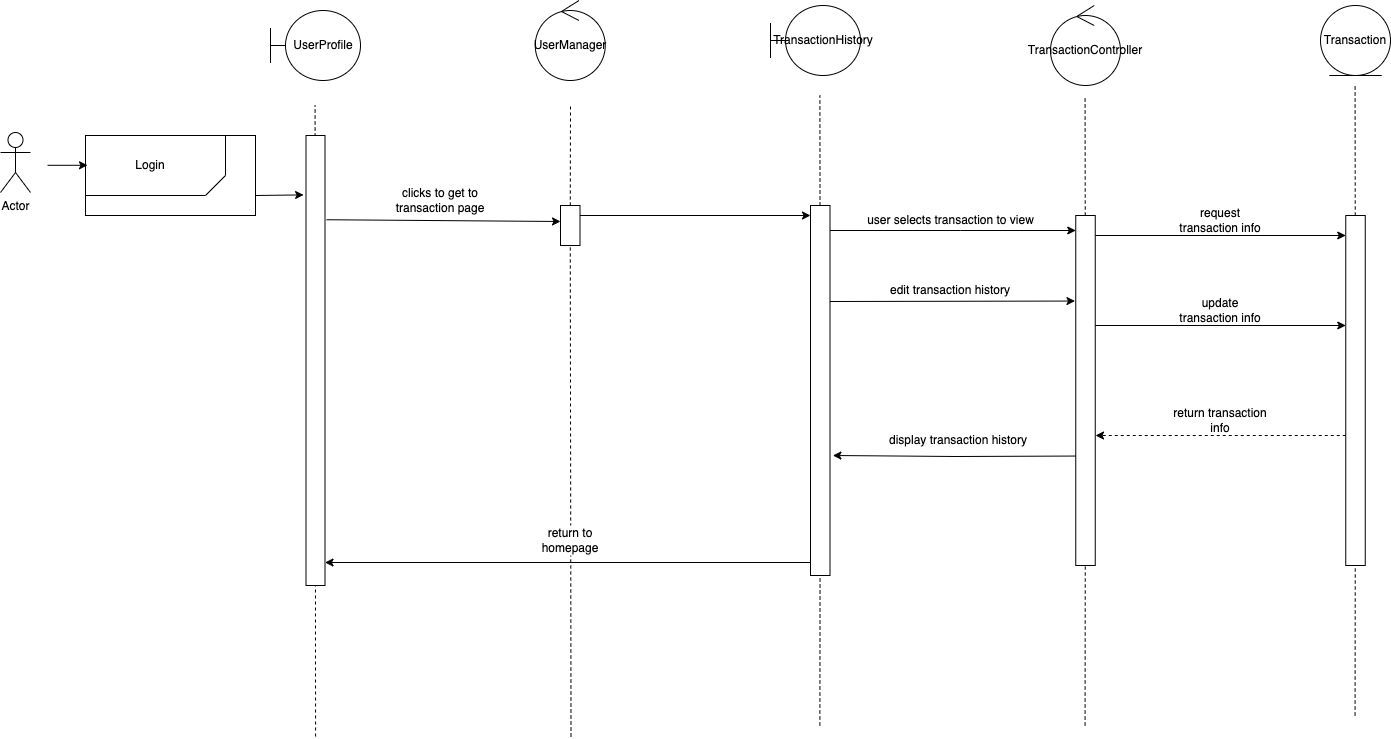 UserProfile
UserManager
TransactionHistory
TransactionController
Transaction
Login
Actor
clicks to get to
transaction page
user selects transaction to view
request
transaction info
edit transaction history
update
transaction info
return transaction
info
display transaction history
return to
homepage